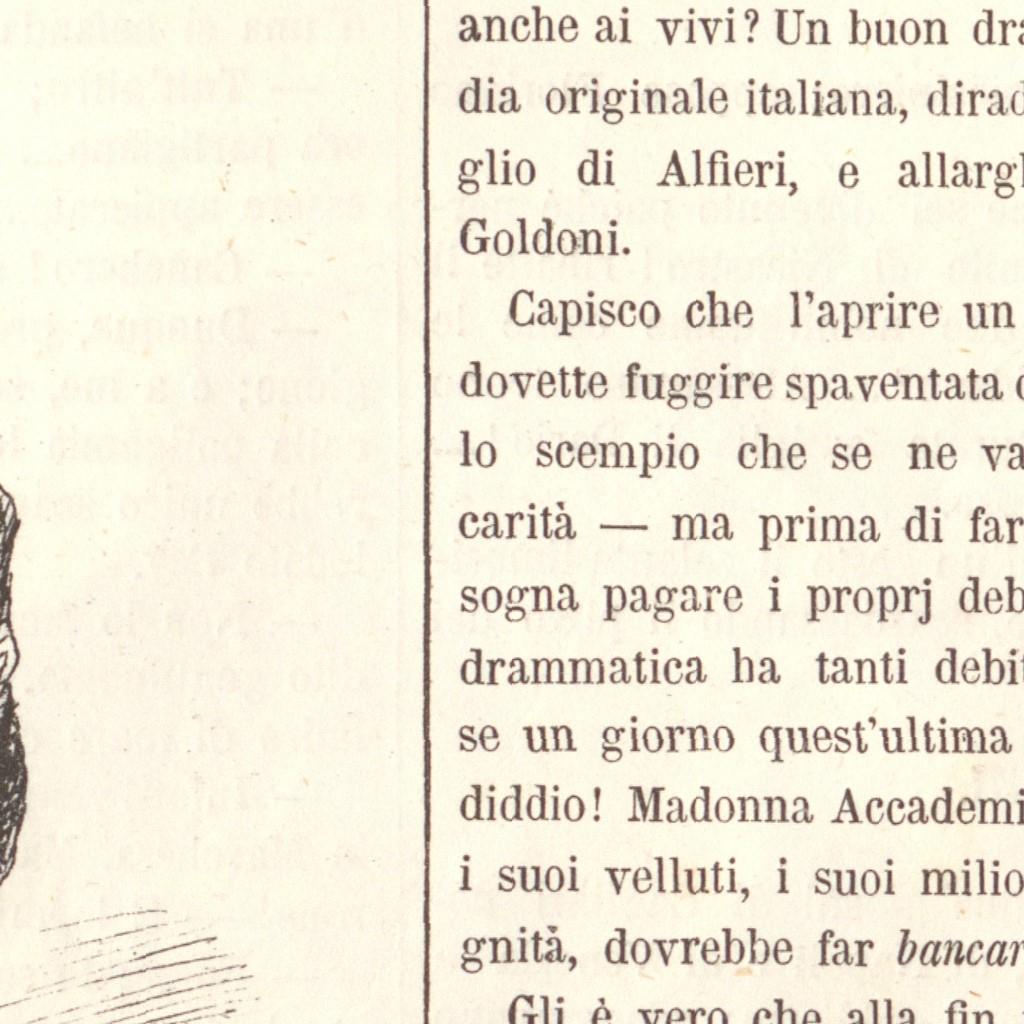 anche ai vivi? Un buon dra
dia originale italiana, dirad
glio di Alfieri, e allargh
Goldoni.
Capisco che l'aprire un
dovette fuggire spaventata d
lo scempio che se ne va
carità — ma prima di far
sogna pagare i proprj deb
drammatica ha tanti debit
se un giorno quest'ultima
diddio! Madonna Accademi
i suoi velluti, i suoi milio
gnità, dovrebbe far bancar
Gli è vero che alla fin